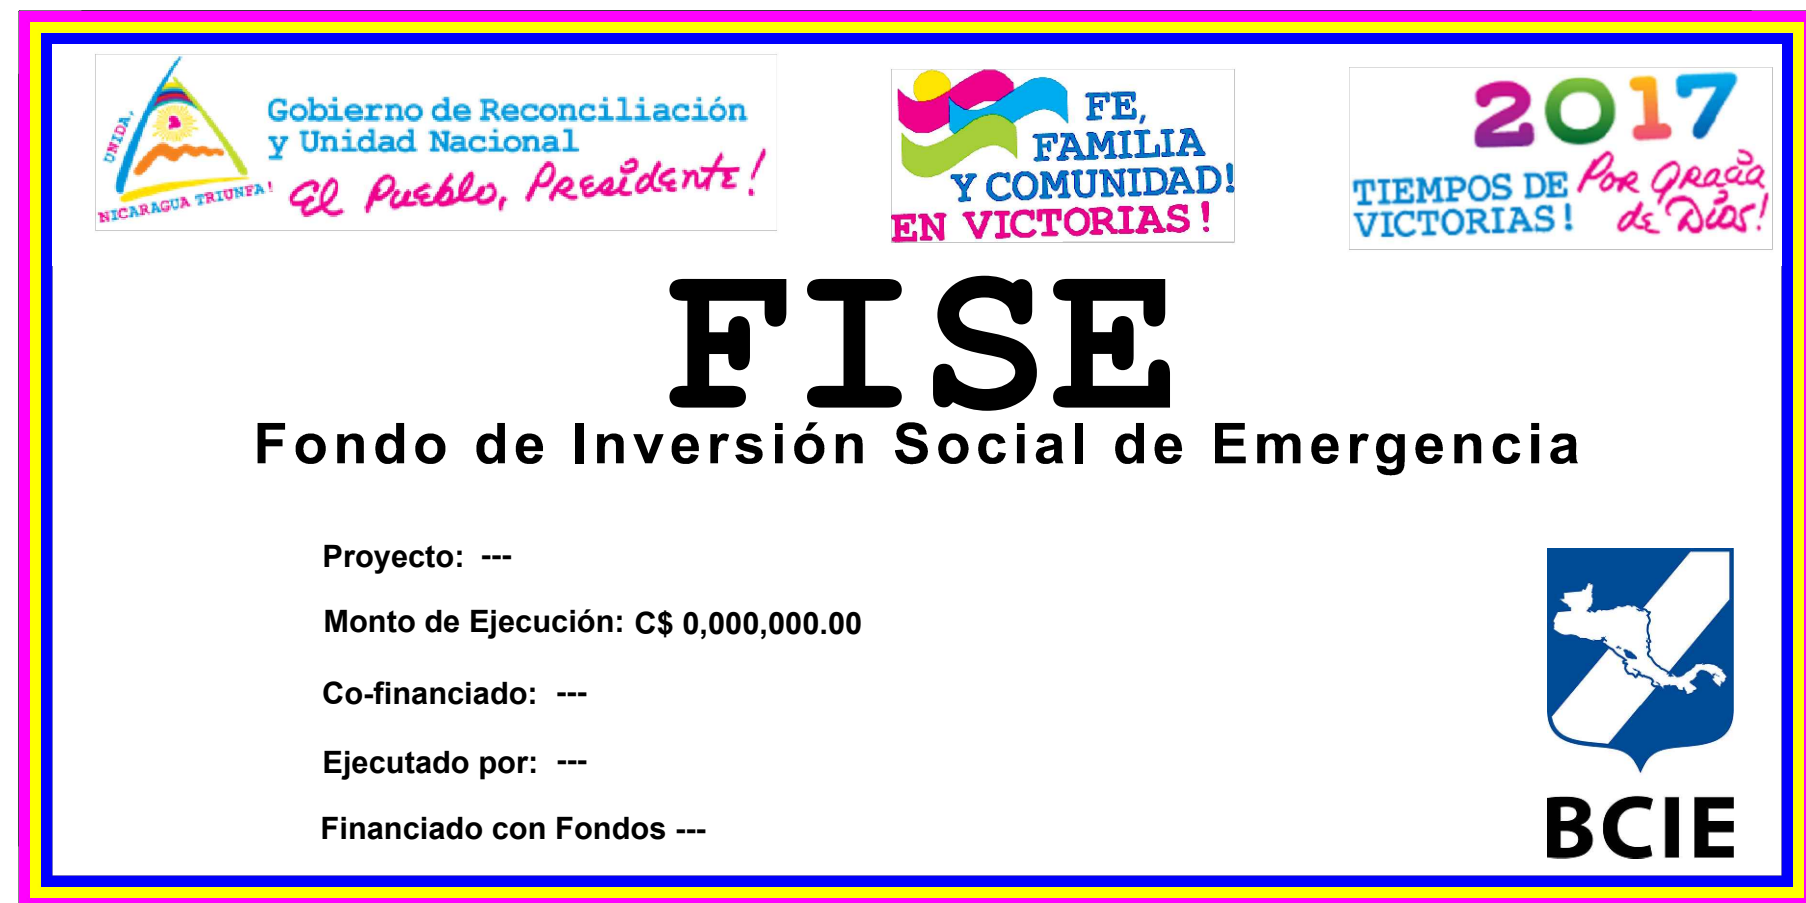 UNIDA,
NICARAGUA TRIUNFA!
Gobierno de Reconciliación
y Unidad Nacional
El Pueblo, Presidente!
FE,
FAMILIA
Y COMUNIDAD!
EN VICTORIAS!
2017
TIEMPOS DE
VICTORIAS!
Por Gracia
de Dios!
FISE
Fondo de Inversión Social de Emergencia
Proyecto: ---
Monto de Ejecución: C$ 0,000,000.00
Co-financiado: ---
Ejecutado por: ---
Financiado con Fondos ---
BCIE